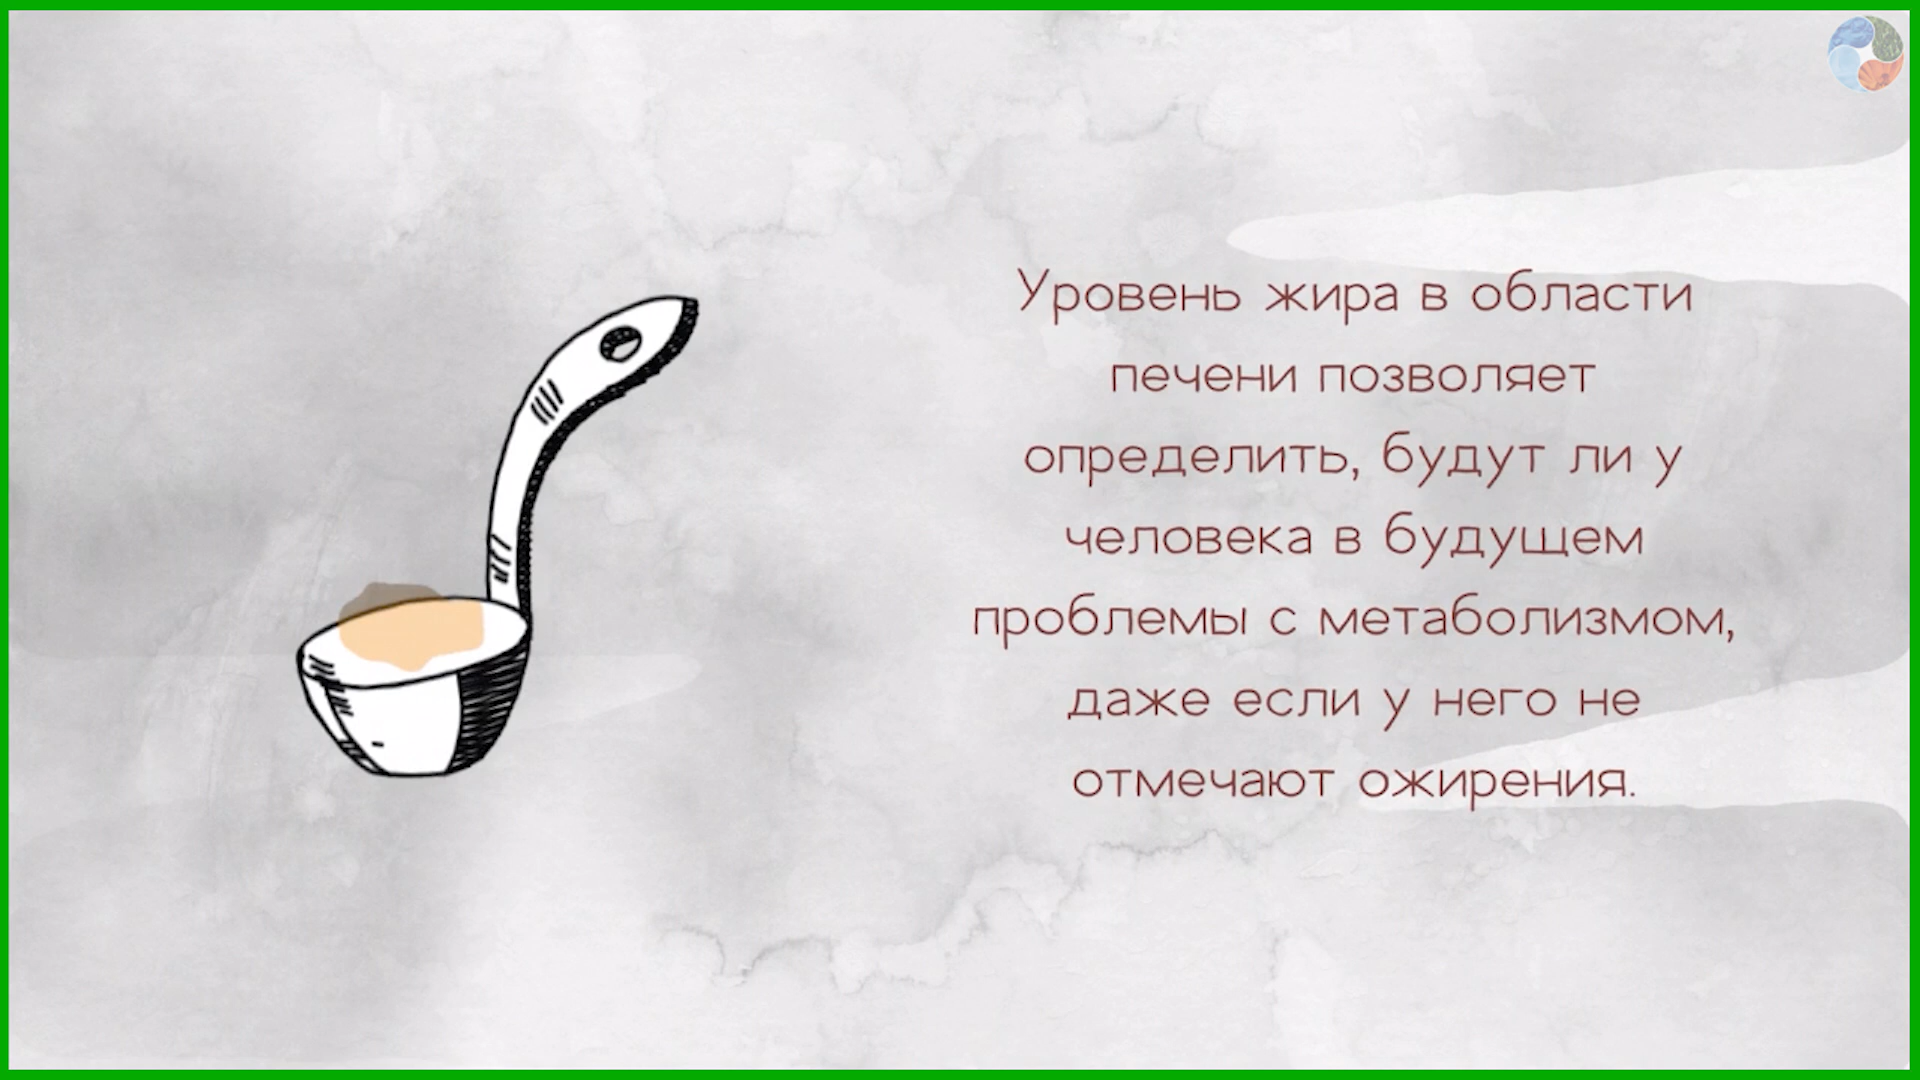 Уровень жира в области
печени позволяет
определить, будут ли у
человека в будущем
проблемы с метаболизмом,
даже если у него не
отмечают ожирения.